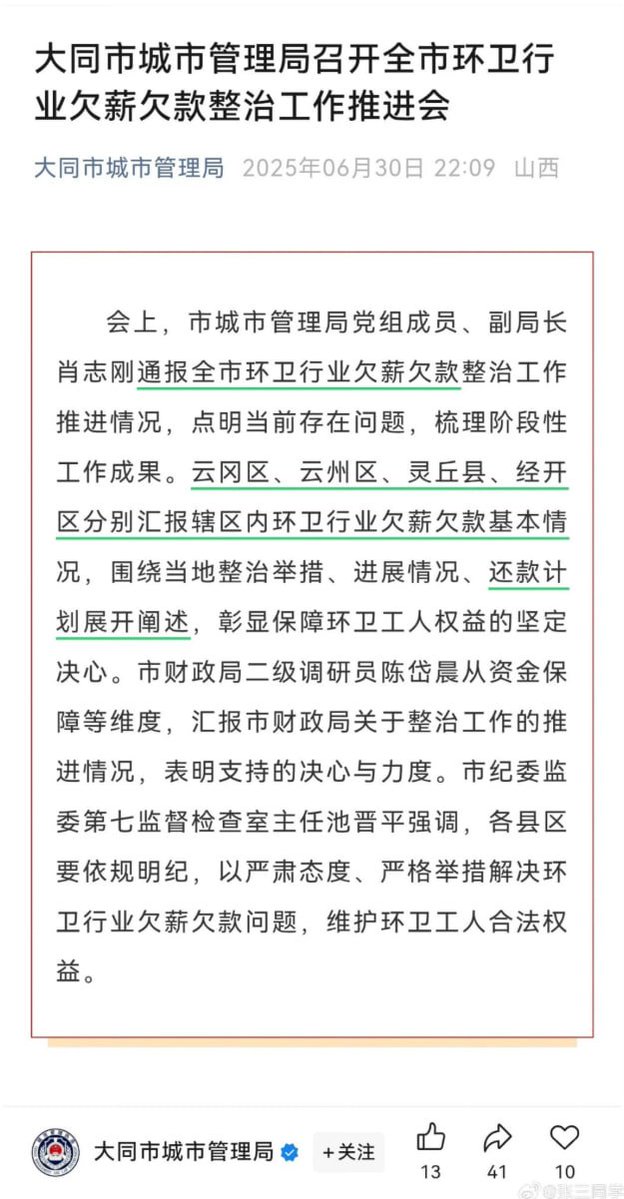 大同市城市管理局召开全市环卫行
业欠薪欠款整治工作推进会
大同市城市管理局 2025年06月30日 22:09 山西
会上，市城市管理局党组成员、副局长
肖志刚通报全市环卫行业欠薪欠款整治工作
推进情况，点明当前存在问题，梳理阶段性
工作成果。云冈区、云州区、灵丘县、经开
区分别汇报辖区内环卫行业欠薪欠款基本情
况，围绕当地整治举措、进展情况、还款计
划展开阐述，彰显保障环卫工人权益的坚定
决心。市财政局二级调研员陈岱晨从资金保
障等维度，汇报市财政局关于整治工作的推
进情况，表明支持的决心与力度。市纪委监
委第七监督检查室主任池晋平强调，各县区
要依规明纪，以严肃态度、严格举措解决环
卫行业欠薪欠款问题，维护环卫工人合法权
益。
大同市城市管理局 +关注
13 41 10